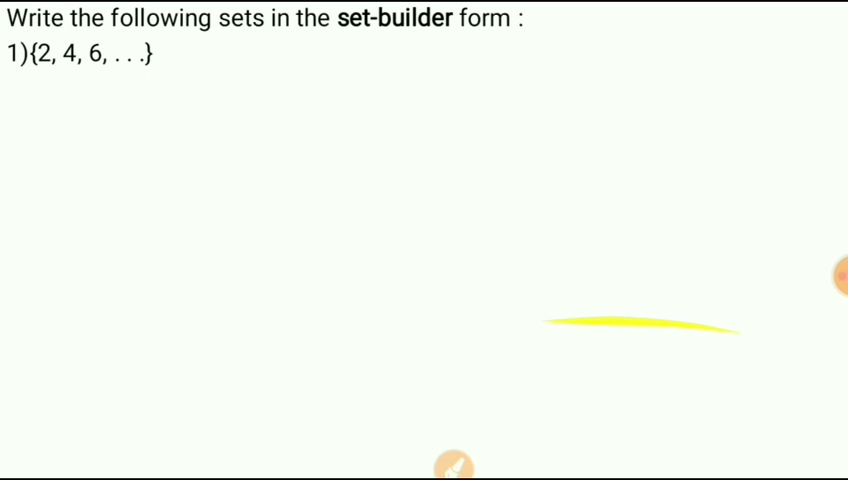 Write the following sets in the set-builder form :
1){2, 4, 6, . . .}